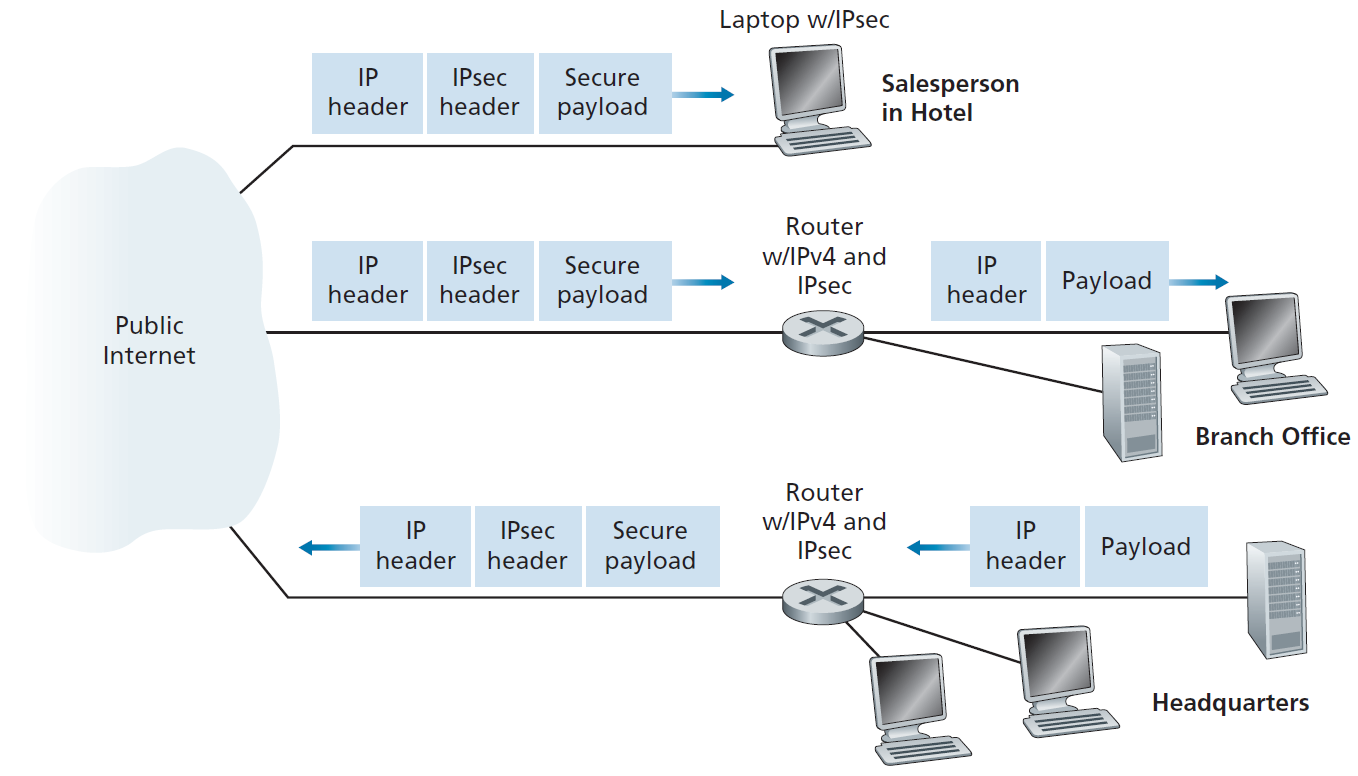 Laptop w/IPsec
IP
header
IPsec
header
Secure
payload
Salesperson
in Hotel
Router
w/IPv4 and
IPsec
IP
header
IPsec
header
Secure
payload
IP
header
Payload
Public
Internet
Branch Office
Router
w/IPv4 and
IPsec
IP
header
IPsec
header
Secure
payload
IP
header
Payload
Headquarters